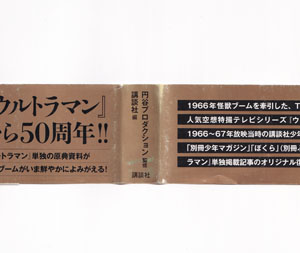 ウルトラマン』
ら50周年!!
トラマン」単独の原典資料が
ブームがいま鮮やかによみがえる!
円谷プロダクション 監修
講談社 編
講談社
1966年怪獣ブームを牽引した、T
人気空想特撮テレビシリーズ『ウ
1966〜67年放映当時の講談社少年
「別冊少年マガジン」「ぼくら」(別冊
ラマン』単独掲載記事のオリジナル復